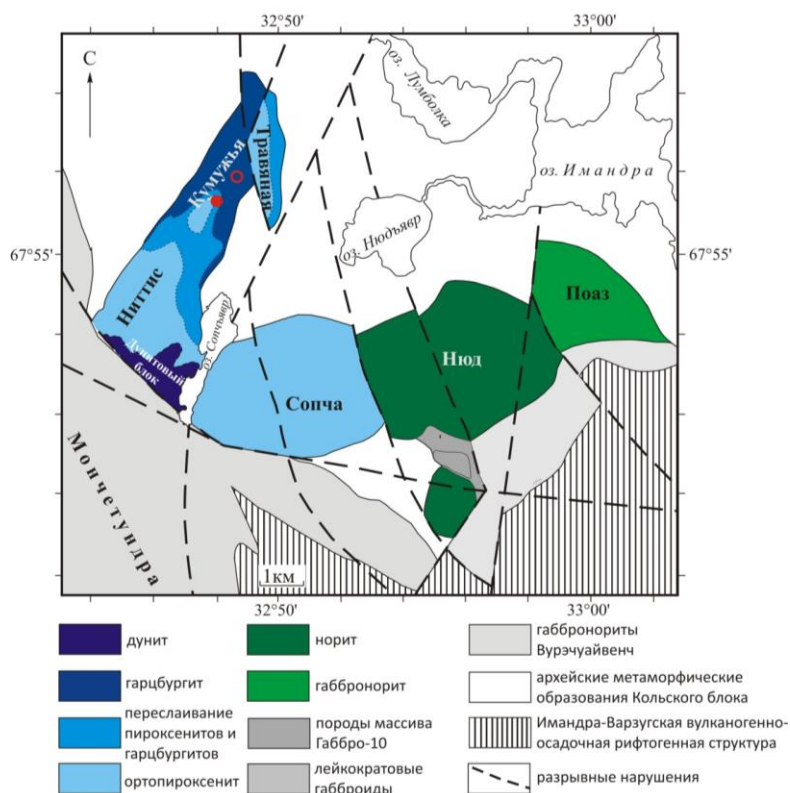 32°50'
33°00'
С
оз. Лумболка
Травяная
Кумужья
оз. Имандра
оз. Нюдъявр
67°55'
67°55'
Ниттис
оз. Сопчъявр
Поаз
Нюд
Дунитовый
блок
Сопча
Мончетундра
1км
32°50'
33°00'
дунит
норит
габбронориты
Вурэчуайвенч
гарцбургит
габбронорит
архейские метаморфические
образования Кольского блока
переслаивание
пироксенитов и
гарцбургитов
породы массива
Габбро-10
Имандра-Варзугская вулканогенно-
осадочная рифтогенная структура
ортопироксенит
лейкократовые
габброиды
разрывные нарушения